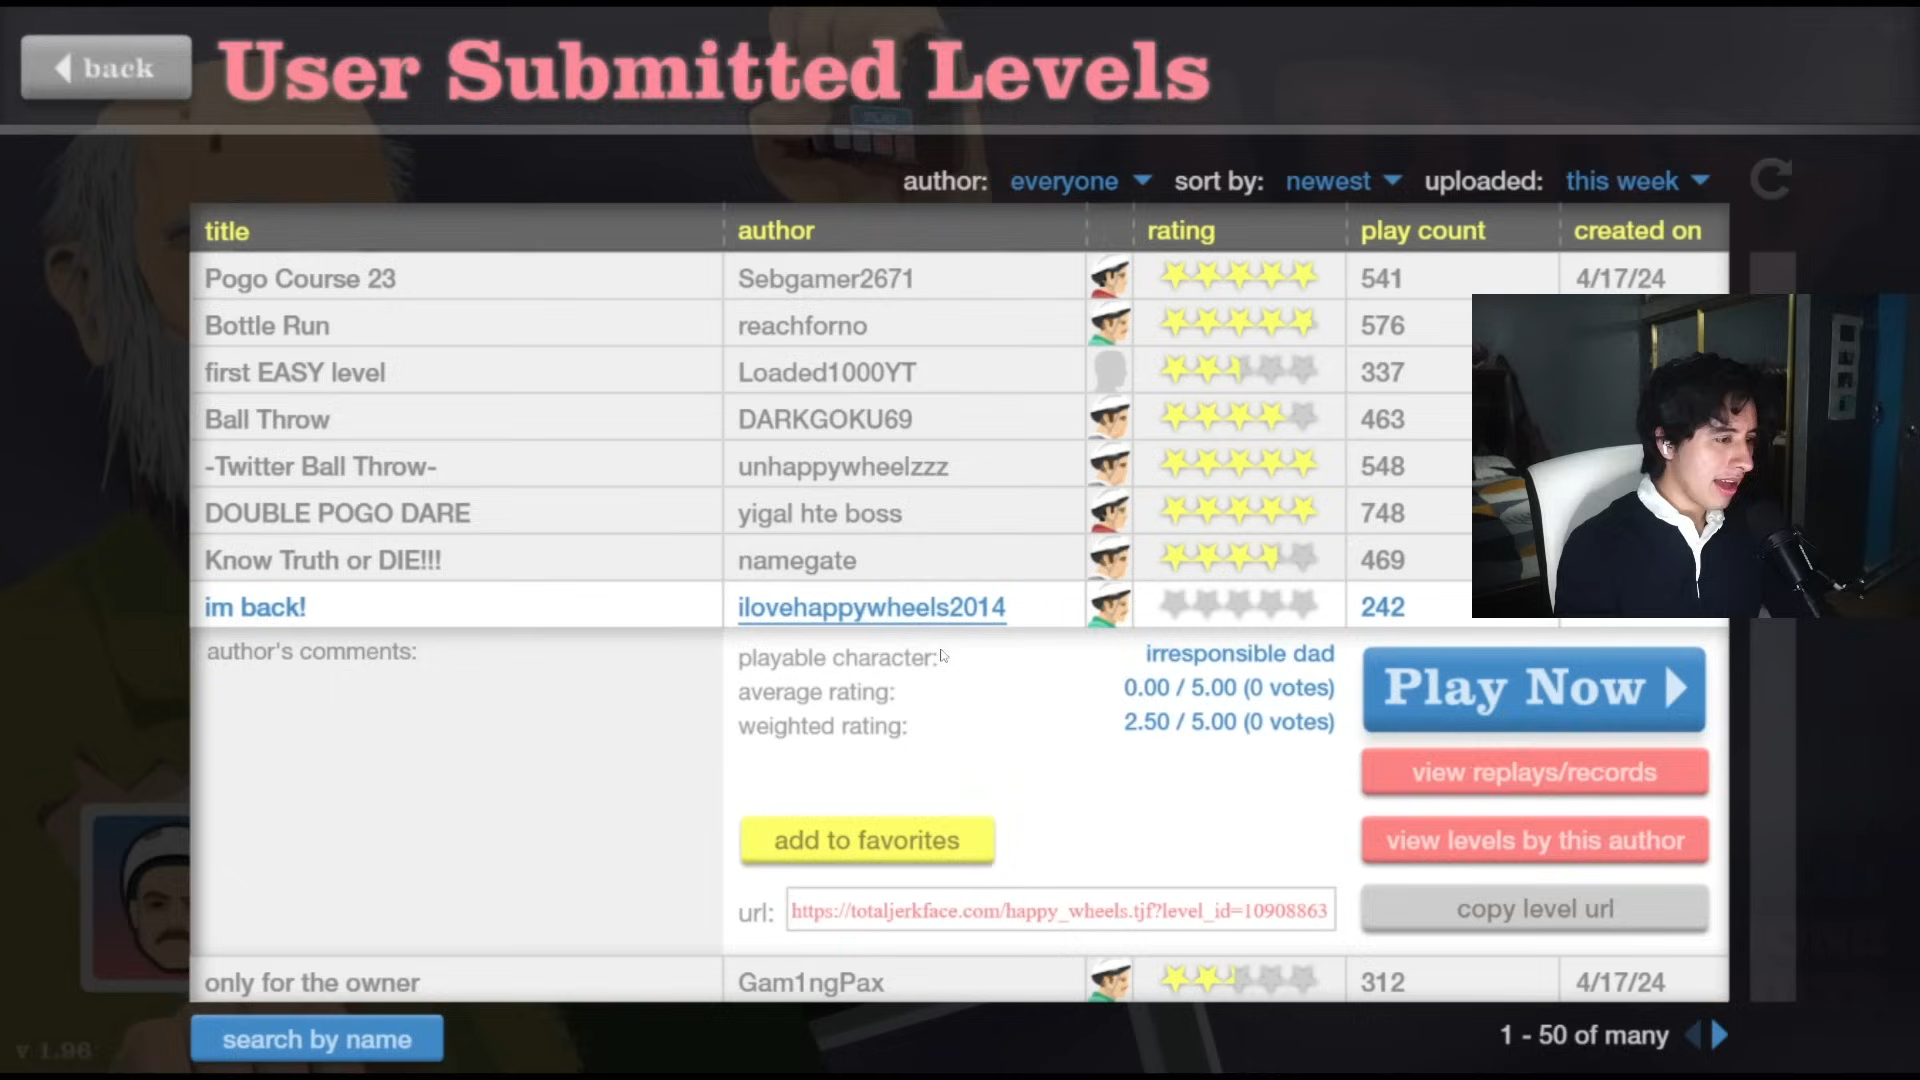 back
User Submitted Levels
author: everyone sort by: newest uploaded: this week
title author rating play count created on
Pogo Course 23 Sebgamer2671 541 4/17/24
Bottle Run reachforno 576
first EASY level Loaded1000YT 337
Ball Throw DARKGOKU69 463
-Twitter Ball Throw- unhappywheelzzz 548
DOUBLE POGO DARE yigal hte boss 748
Know Truth or DIE!!! namegate 469
im back! ilovehappywheels2014 242
author's comments:
playable character: irresponsible dad
average rating: 0.00 / 5.00 (0 votes)
weighted rating: 2.50 / 5.00 (0 votes)
Play Now
view replays/records
add to favorites
view levels by this author
url: https://totaljerkface.com/happy_wheels.tjf?level_id=10908863
copy level url
only for the owner Gam1ngPax 312 4/17/24
search by name
1 - 50 of many
v 1.96